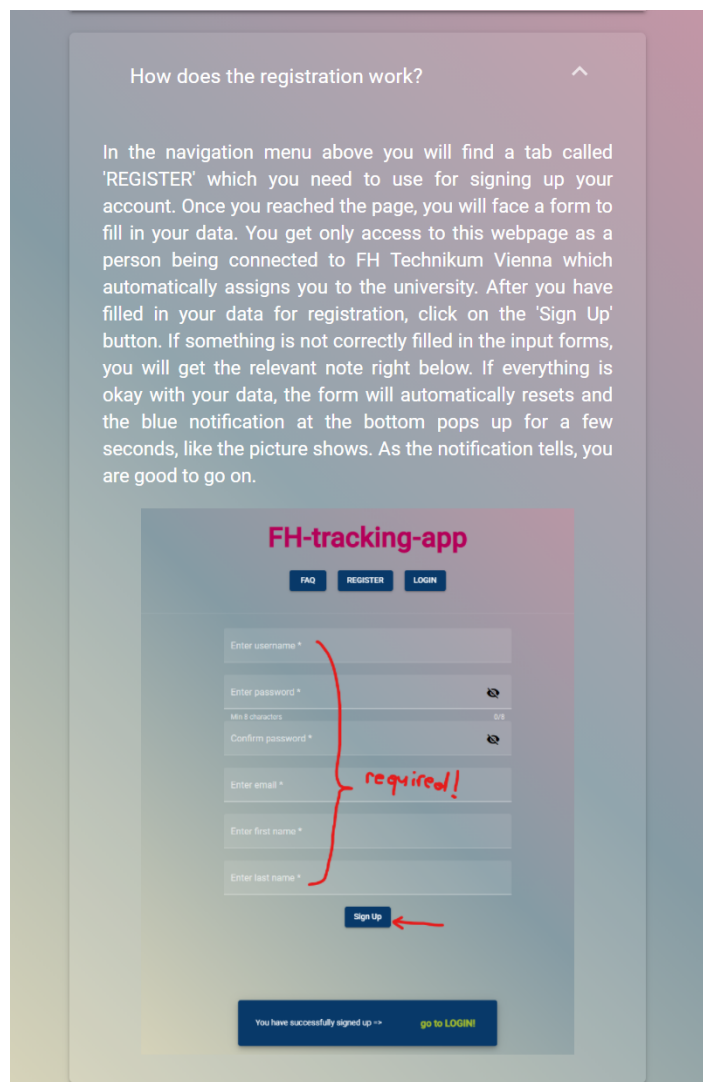 How does the registration work?
In the navigation menu above you will find a tab called
'REGISTER' which you need to use for signing up your
account. Once you reached the page, you will face a form to
fill in your data. You get only access to this webpage as a
person being connected to FH Technikum Vienna which
automatically assigns you to the university. After you have
filled in your data for registration, click on the 'Sign Up'
button. If something is not correctly filled in the input forms,
you will get the relevant note right below. If everything is
okay with your data, the form will automatically resets and
the blue notification at the bottom pops up for a few
seconds, like the picture shows. As the notification tells, you
are good to go on.
FH-tracking-app
FAQ REGISTER LOGIN
Enter username *
Enter password *
Min 8 characters 0/8
Confirm password *
required!
Enter email *
Enter first name *
Enter last name *
Sign Up
You have successfully signed up => go to LOGIN!